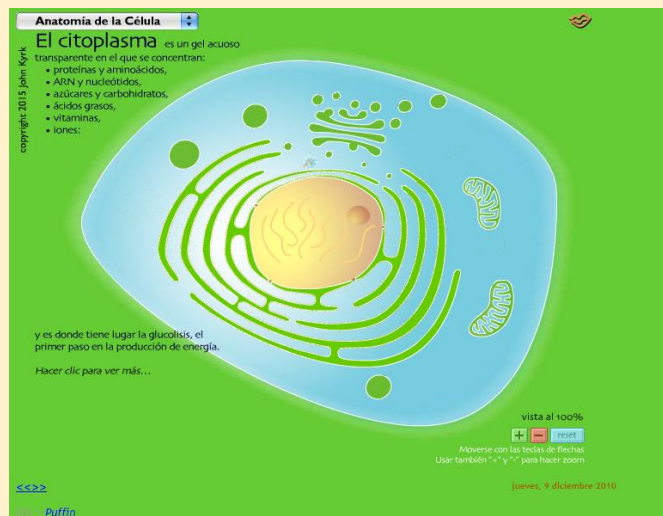 Anatomía de la Célula
El citoplasma es un gel acuoso
transparente en el que se concentran:
• proteínas y aminoácidos,
• ARN y nucleótidos,
• azúcares y carbohidratos,
• ácidos grasos,
• vitaminas,
• iones:
copyright 2015 John Kyrk
y es donde tiene lugar la glucolisis, el
primer paso en la producción de energía.
Hacer clic para ver más...
vista al 100%
+ - reset
Moverse con las teclas de flechas
Usar también "+" y "-" para hacer zoom
<<>>
jueves, 9 diciembre 2010
Puffin